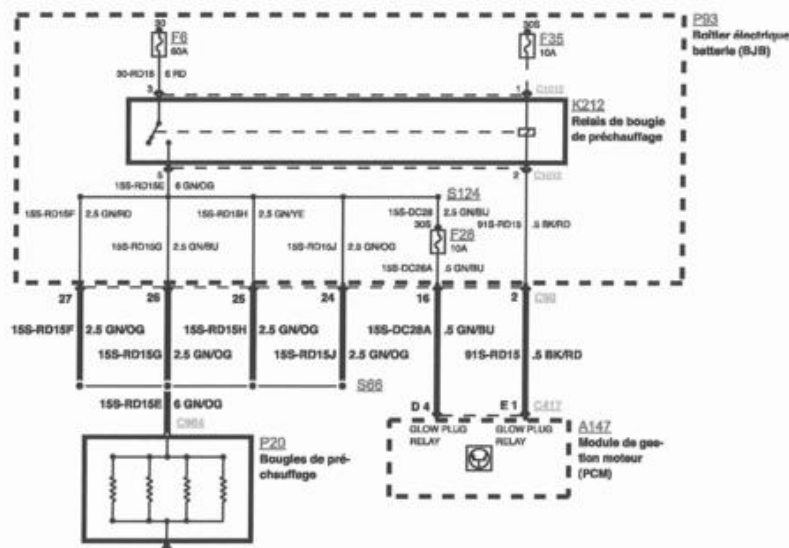 30
F6
60A
30S
F35
10A
P93
Boîtier électrique
batterie (BJB)
30-RD15
6 RD
3
1
C1012
K212
Relais de bougie
de préchauffage
5
2
15S-RD15E
6 GN/OG
S124
15S-RD15F
2.5 GN/RD
15S-RD15H
2.5 GN/YE
15S-DC28
2.5 GN/BU
30S
F28
10A
91S-RD15
.5 BK/RD
15S-RD15G
2.5 GN/BU
15S-RD15J
2.5 GN/OG
15S-DC28A
.5 GN/BU
27
26
25
24
16
2
C90
15S-RD15F
2.5 GN/OG
15S-RD15H
2.5 GN/OG
15S-DC28A
.5 GN/BU
15S-RD15G
2.5 GN/OG
15S-RD15J
2.5 GN/OG
91S-RD15
.5 BK/RD
S66
15S-RD15E
6 GN/OG
D 4
E 1
C417
GLOW PLUG
RELAY
GLOW PLUG
RELAY
A147
Module de ges-
tion moteur
(PCM)
P20
Bougies de pré-
chauffage